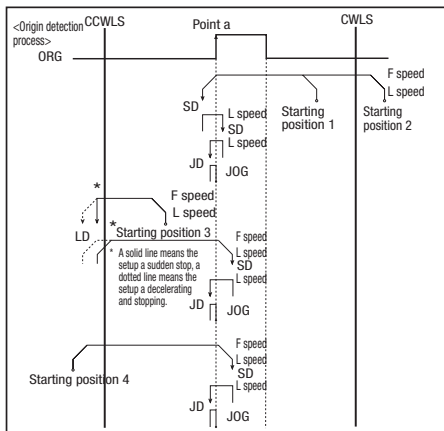 <Origin detection process>
CCWLS
Point a
CWLS
ORG
F speed
L speed
SD
L speed
SD
Starting position 1
Starting position 2
L speed
JD
JOG
*
F speed
L speed
LD
*
Starting position 3
F speed
* A solid line means the
setup a sudden stop, a
dotted line means the
setup a decelerating
and stopping.
L speed
SD
L speed
JD
JOG
F speed
L speed
Starting position 4
SD
L speed
JD
JOG